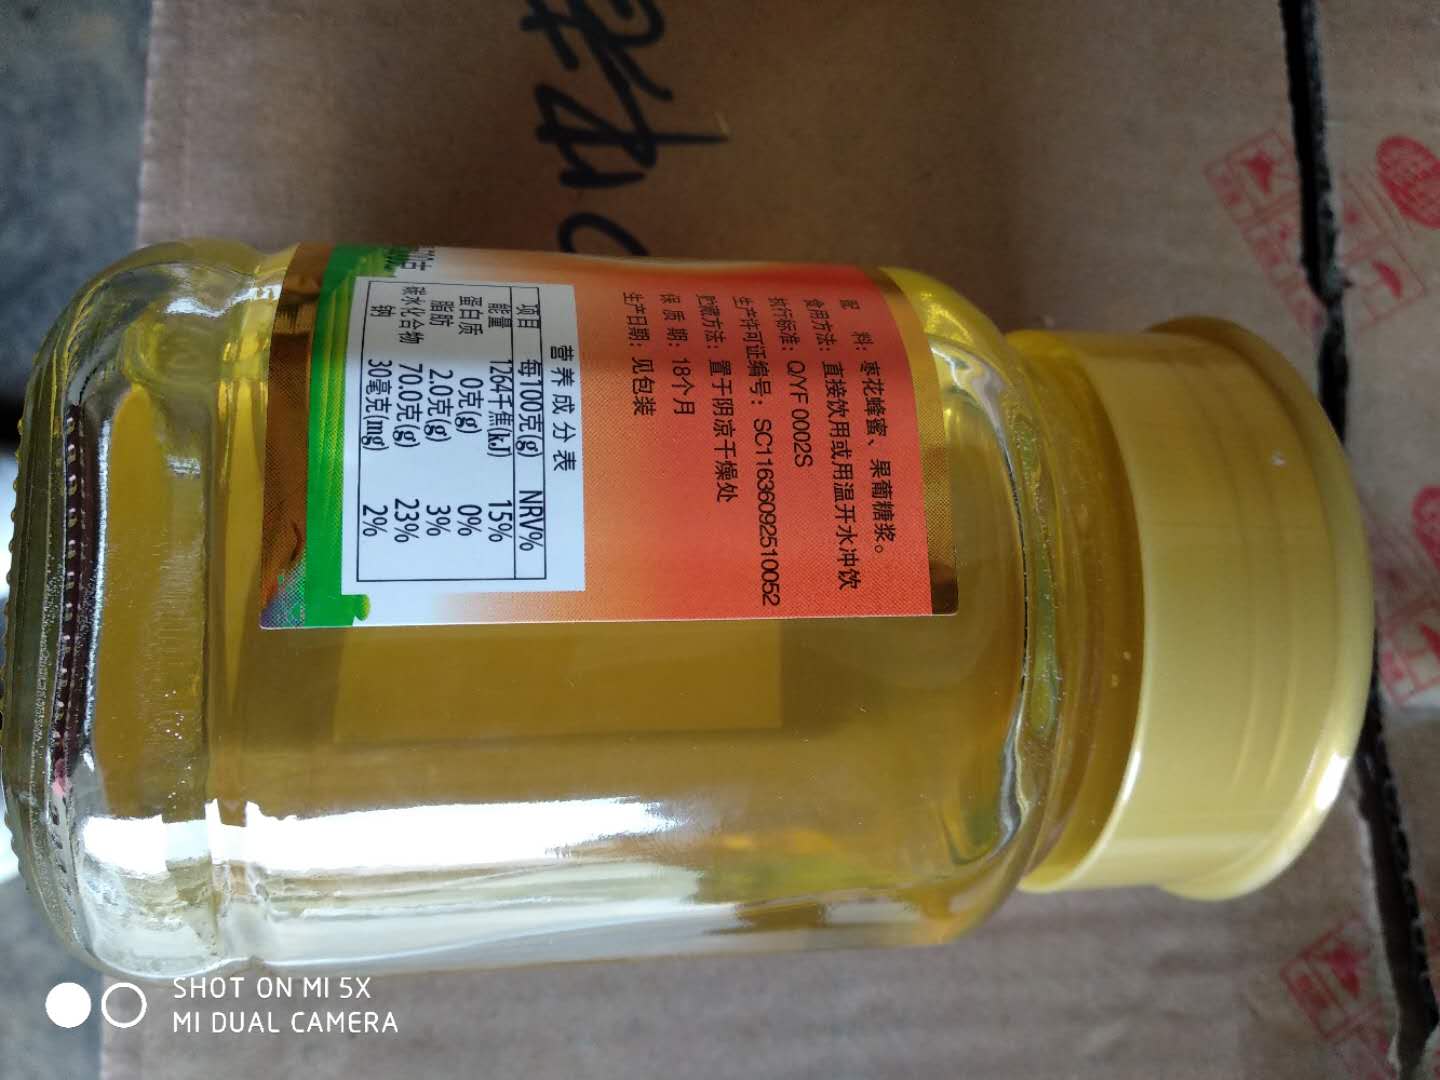 配 料：枣花蜂蜜、果葡糖浆。
食用方法：直接饮用或用温开水冲饮
执行标准：Q/YF 0002S
生产许可证编号：SC11636092510052
贮藏方法：置于阴凉干燥处
保 质 期：18个月
生产日期：见包装
营 养 成 分 表
项目 每100克(g) NRV%
能量 1264千焦(kJ) 15%
蛋白质 0克(g) 0%
脂肪 2.0克(g) 3%
碳水化合物 70.0克(g) 23%
钠 30毫克(mg) 2%
SHOT ON MI 5X
MI DUAL CAMERA